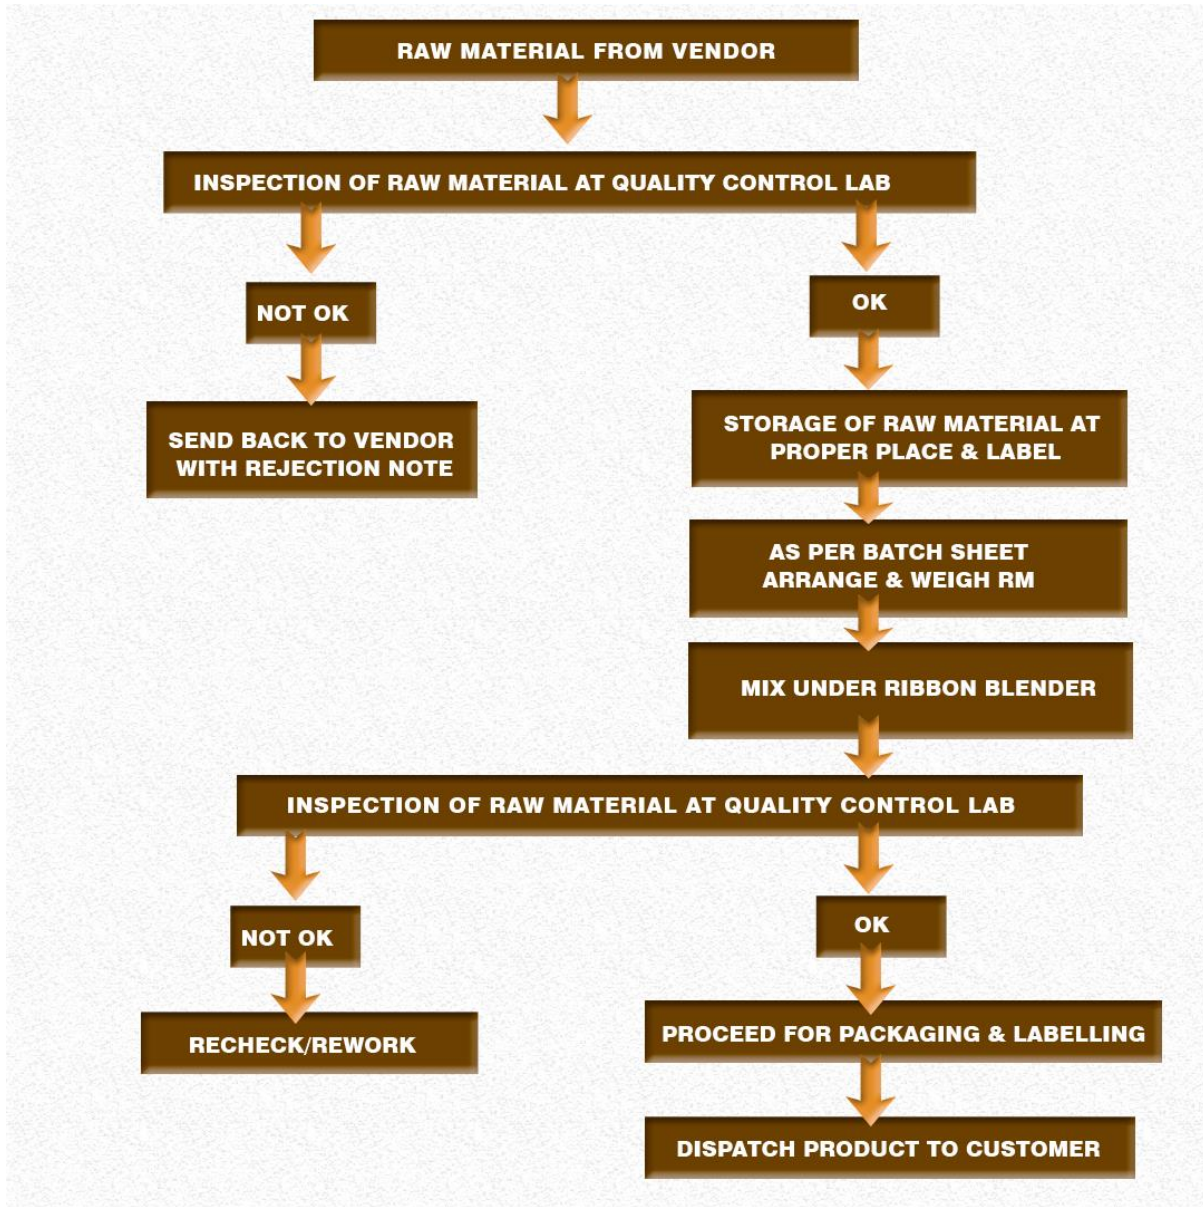 RAW MATERIAL FROM VENDOR
INSPECTION OF RAW MATERIAL AT QUALITY CONTROL LAB
NOT OK
OK
SEND BACK TO VENDOR
WITH REJECTION NOTE
STORAGE OF RAW MATERIAL AT
PROPER PLACE & LABEL
AS PER BATCH SHEET
ARRANGE & WEIGH RM
MIX UNDER RIBBON BLENDER
INSPECTION OF RAW MATERIAL AT QUALITY CONTROL LAB
NOT OK
OK
RECHECK/REWORK
PROCEED FOR PACKAGING & LABELLING
DISPATCH PRODUCT TO CUSTOMER